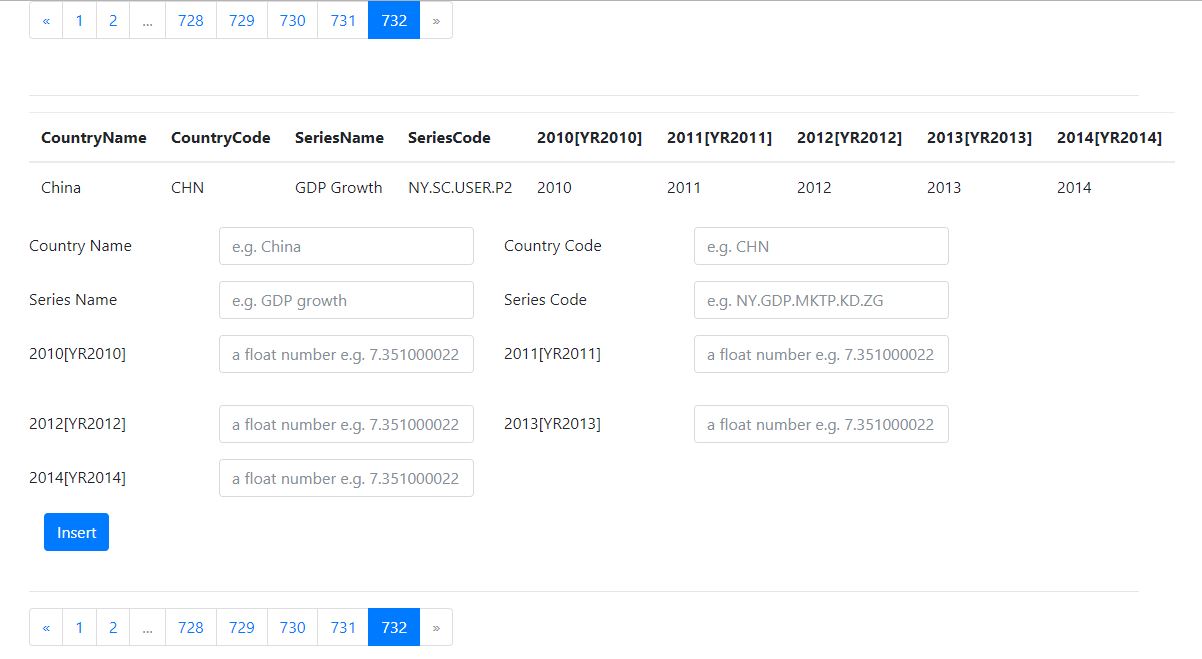 « 1 2 ... 728 729 730 731 732 »
CountryName CountryCode SeriesName SeriesCode 2010[YR2010] 2011[YR2011] 2012[YR2012] 2013[YR2013] 2014[YR2014]
China CHN GDP Growth NY.SC.USER.P2 2010 2011 2012 2013 2014
Country Name e.g. China Country Code e.g. CHN
Series Name e.g. GDP growth Series Code e.g. NY.GDP.MKTP.KD.ZG
2010[YR2010] a float number e.g. 7.351000022 2011[YR2011] a float number e.g. 7.351000022
2012[YR2012] a float number e.g. 7.351000022 2013[YR2013] a float number e.g. 7.351000022
2014[YR2014] a float number e.g. 7.351000022
Insert
« 1 2 ... 728 729 730 731 732 »